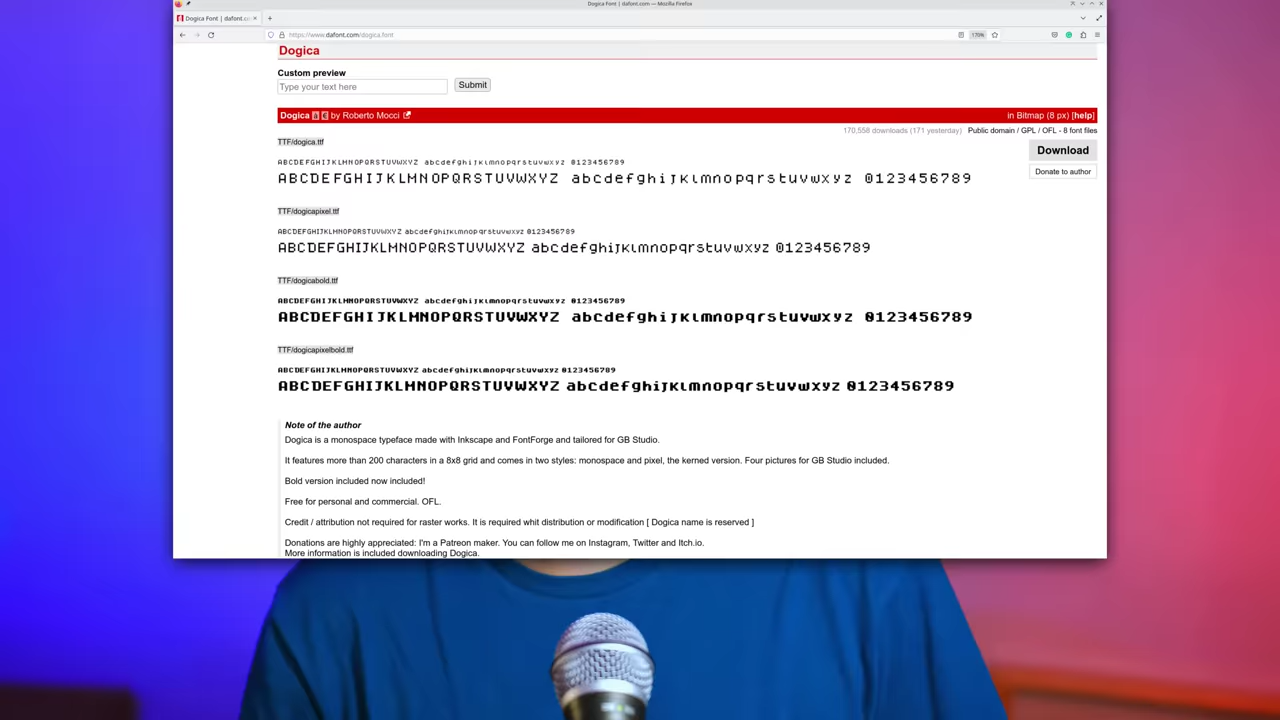 Dogica Font | dafont.com — Mozilla Firefox
Dogica Font | dafont.co
https://www.dafont.com/dogica.font
170%
Dogica
Custom preview
Type your text here
Submit
Dogica à € by Roberto Mocci
in Bitmap (8 px) [help]
170,558 downloads (171 yesterday) Public domain / GPL / OFL - 8 font files
Download
Donate to author
TTF/dogica.ttf
ABCDEFGHIJKLMNOPQRSTUVWXYZ abcdefghijklmnopqrstuvwxyz 0123456789
ABCDEFGHIJKLMNOPQRSTUVWXYZ abcdefghijklmnopqrstuvwxyz 0123456789
TTF/dogicapixel.ttf
ABCDEFGHIJKLMNOPQRSTUVWXYZ abcdefghijklmnopqrstuvwxyz 0123456789
ABCDEFGHIJKLMNOPQRSTUVWXYZ abcdefghijklmnopqrstuvwxyz 0123456789
TTF/dogicabold.ttf
ABCDEFGHIJKLMNOPQRSTUVWXYZ abcdefghijklmnopqrstuvwxyz 0123456789
ABCDEFGHIJKLMNOPQRSTUVWXYZ abcdefghijklmnopqrstuvwxyz 0123456789
TTF/dogicapixelbold.ttf
ABCDEFGHIJKLMNOPQRSTUVWXYZ abcdefghijklmnopqrstuvwxyz 0123456789
ABCDEFGHIJKLMNOPQRSTUVWXYZ abcdefghijklmnopqrstuvwxyz 0123456789
Note of the author
Dogica is a monospace typeface made with Inkscape and FontForge and tailored for GB Studio.
It features more than 200 characters in a 8x8 grid and comes in two styles: monospace and pixel, the kerned version. Four pictures for GB Studio included.
Bold version included now included!
Free for personal and commercial. OFL.
Credit / attribution not required for raster works. It is required whit distribution or modification [ Dogica name is reserved ]
Donations are highly appreciated: I'm a Patreon maker. You can follow me on Instagram, Twitter and Itch.io.
More information is included downloading Dogica.